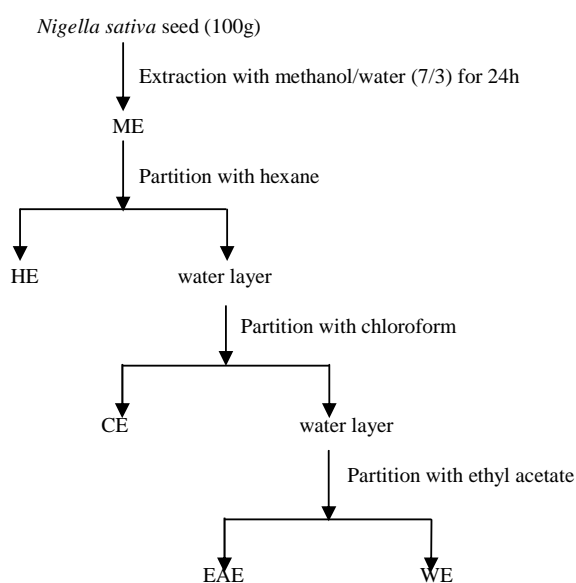 Nigella sativa seed (100g)
Extraction with methanol/water (7/3) for 24h
ME
Partition with hexane
HE
water layer
Partition with chloroform
CE
water layer
Partition with ethyl acetate
EAE
WE